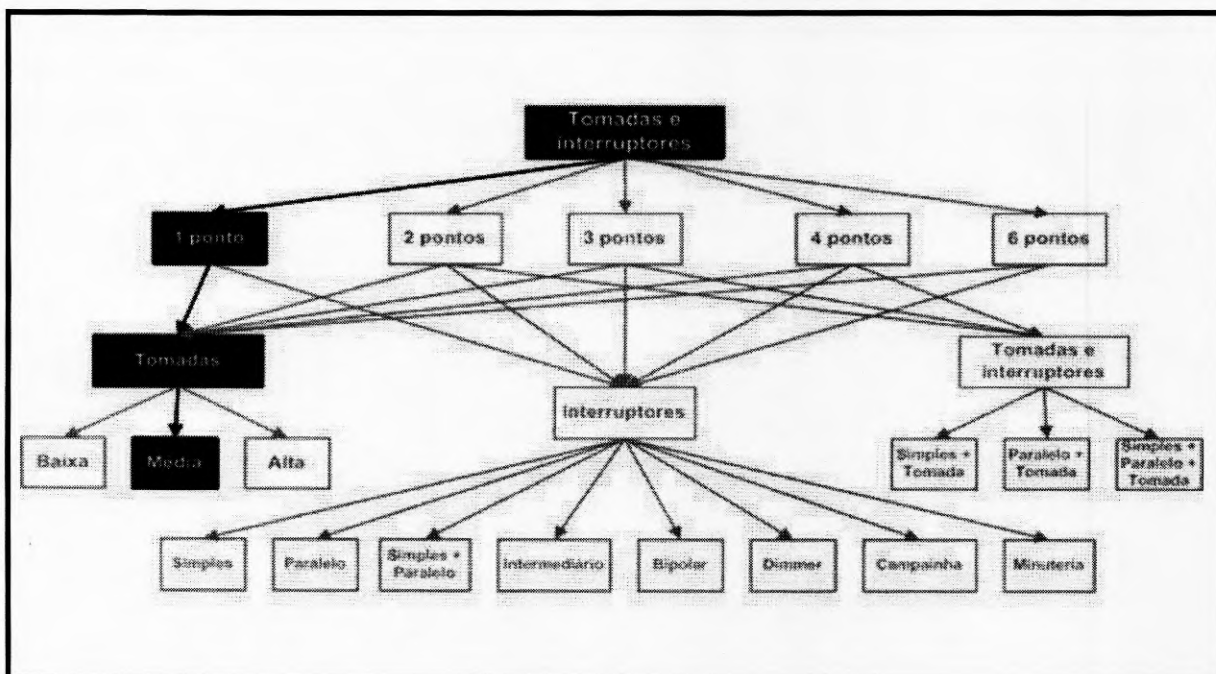 Tomadas e
interruptores
1 ponto
2 pontos
3 pontos
4 pontos
6 pontos
Tomadas
Interruptores
Tomadas e
interruptores
Baixa
Média
Alta
Simples +
Tomada
Paralelo +
Tomada
Simples +
Paralelo +
Tomada
Simples
Paralelo
Simples +
Paralelo
Intermediário
Bipolar
Dimmer
Campainha
Minuteria